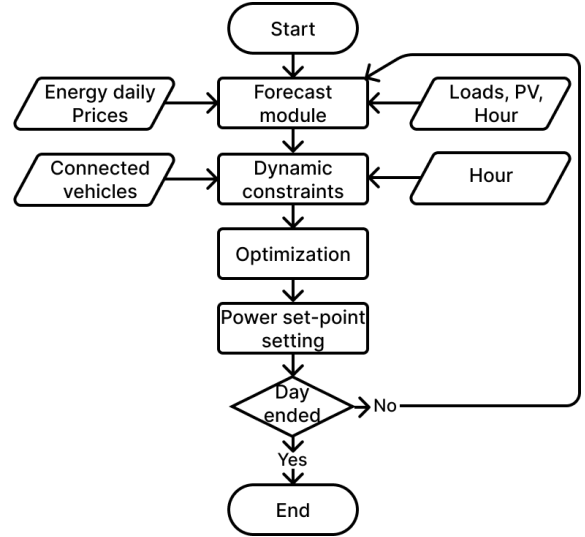 Start
Energy daily
Prices
Forecast
module
Loads, PV,
Hour
Connected
vehicles
Dynamic
constraints
Hour
Optimization
Power set-point
setting
Day
ended
No
Yes
End